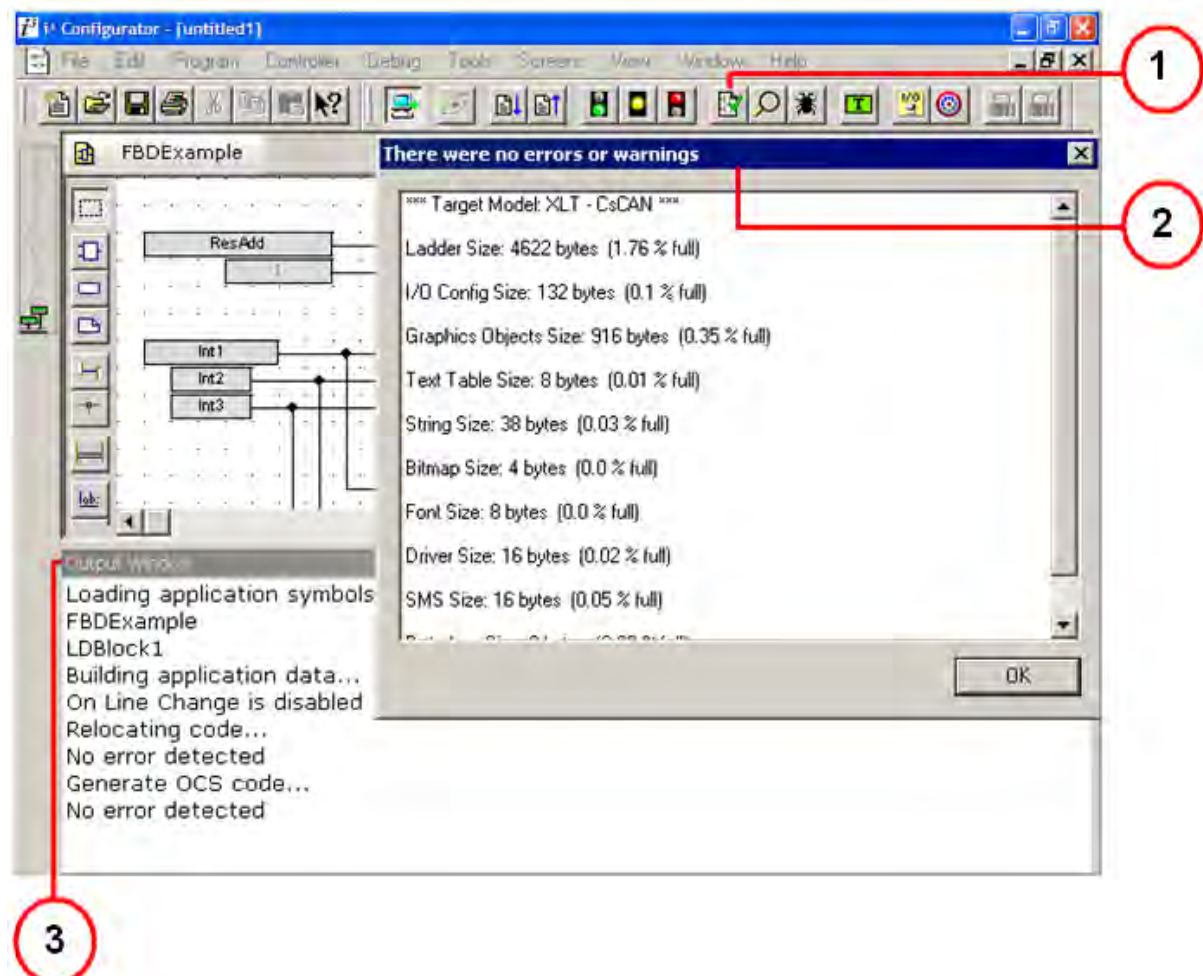 i³ Configurator - [untitled1]
File Edit Program Controller Debug Tools Screens View Window Help
1
FBDExample
There were no errors or warnings
2
*** Target Model: XLT - CsCAN ***
Ladder Size: 4622 bytes (1.76 % full)
I/O Config Size: 132 bytes (0.1 % full)
Graphics Objects Size: 916 bytes (0.35 % full)
Text Table Size: 8 bytes (0.01 % full)
String Size: 38 bytes (0.03 % full)
Bitmap Size: 4 bytes (0.0 % full)
Font Size: 8 bytes (0.0 % full)
Driver Size: 16 bytes (0.02 % full)
SMS Size: 16 bytes (0.05 % full)
OK
ResAdd
1
Int1
Int2
Int3
Output Window
Loading application symbols
FBDExample
LDBlock1
Building application data...
On Line Change is disabled
Relocating code...
No error detected
Generate OCS code...
No error detected
3